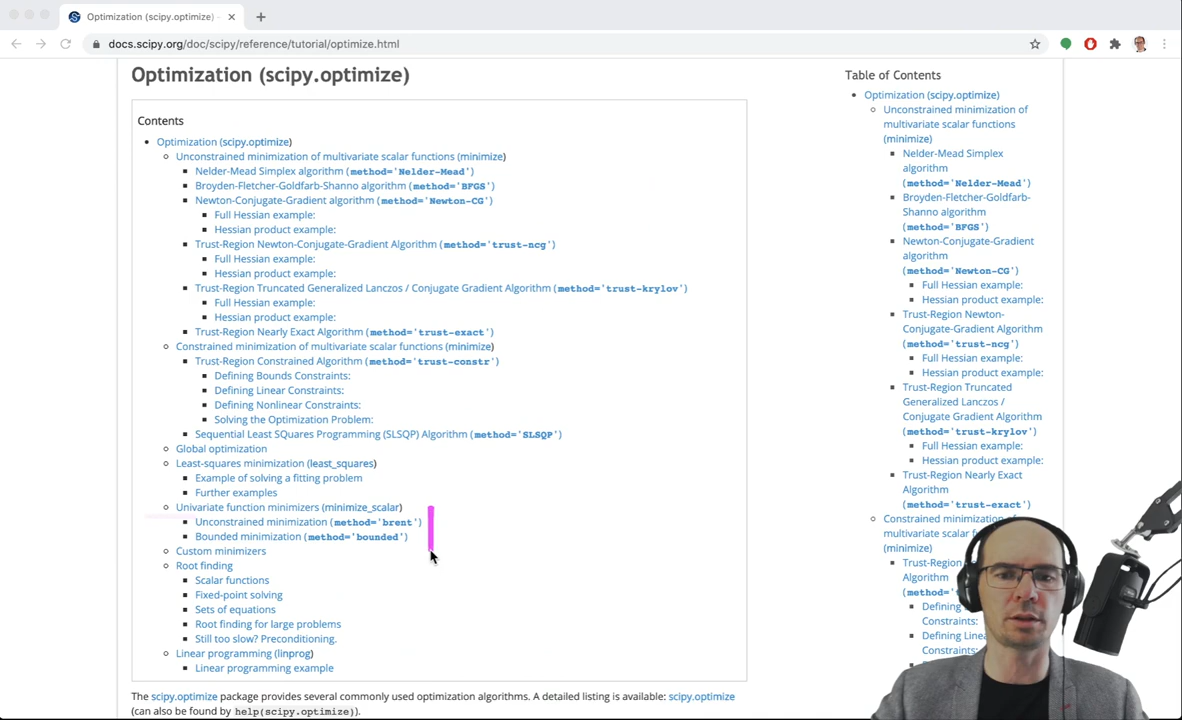 Optimization (scipy.optimize)
docs.scipy.org/doc/scipy/reference/tutorial/optimize.html
Optimization (scipy.optimize)
Contents
Optimization (scipy.optimize)
Unconstrained minimization of multivariate scalar functions (minimize)
Nelder-Mead Simplex algorithm (method='Nelder-Mead')
Broyden-Fletcher-Goldfarb-Shanno algorithm (method='BFGS')
Newton-Conjugate-Gradient algorithm (method='Newton-CG')
Full Hessian example:
Hessian product example:
Trust-Region Newton-Conjugate-Gradient Algorithm (method='trust-ncg')
Full Hessian example:
Hessian product example:
Trust-Region Truncated Generalized Lanczos / Conjugate Gradient Algorithm (method='trust-krylov')
Full Hessian example:
Hessian product example:
Trust-Region Nearly Exact Algorithm (method='trust-exact')
Constrained minimization of multivariate scalar functions (minimize)
Trust-Region Constrained Algorithm (method='trust-constr')
Defining Bounds Constraints:
Defining Linear Constraints:
Defining Nonlinear Constraints:
Solving the Optimization Problem:
Sequential Least SQuares Programming (SLSQP) Algorithm (method='SLSQP')
Global optimization
Least-squares minimization (least_squares)
Example of solving a fitting problem
Further examples
Univariate function minimizers (minimize_scalar)
Unconstrained minimization (method='brent')
Bounded minimization (method='bounded')
Custom minimizers
Root finding
Scalar functions
Fixed-point solving
Sets of equations
Root finding for large problems
Still too slow? Preconditioning.
Linear programming (linprog)
Linear programming example
The scipy.optimize package provides several commonly used optimization algorithms. A detailed listing is available: scipy.optimize
(can also be found by help(scipy.optimize)).
Table of Contents
Optimization (scipy.optimize)
Unconstrained minimization of
multivariate scalar functions
(minimize)
Nelder-Mead Simplex
algorithm
(method='Nelder-Mead')
Broyden-Fletcher-Goldfarb-
Shanno algorithm
(method='BFGS')
Newton-Conjugate-Gradient
algorithm
(method='Newton-CG')
Full Hessian example:
Hessian product example:
Trust-Region Newton-
Conjugate-Gradient Algorithm
(method='trust-ncg')
Full Hessian example:
Hessian product example:
Trust-Region Truncated
Generalized Lanczos /
Conjugate Gradient Algorithm
(method='trust-krylov')
Full Hessian example:
Hessian product example:
Trust-Region Nearly Exact
Algorithm
(method='trust-exact')
Constrained minimization of
multivariate scalar functions
(minimize)
Trust-Region
Algorithm
Defining
Constraints:
Defining
Constraints: